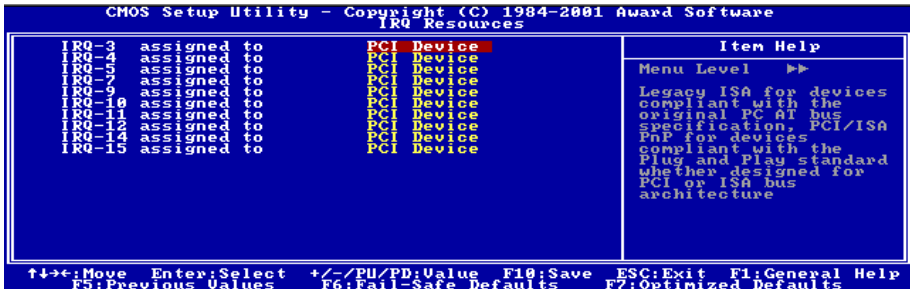 CMOS Setup Utility - Copyright (C) 1984-2001 Award Software
IRQ Resources
IRQ-3 assigned to PCI Device
IRQ-4 assigned to PCI Device
IRQ-5 assigned to PCI Device
IRQ-7 assigned to PCI Device
IRQ-9 assigned to PCI Device
IRQ-10 assigned to PCI Device
IRQ-11 assigned to PCI Device
IRQ-12 assigned to PCI Device
IRQ-14 assigned to PCI Device
IRQ-15 assigned to PCI Device
Item Help
Menu Level ▶▶
Legacy ISA for devices
compliant with the
original PC AT bus
specification, PCI/ISA
PnP for devices
compliant with the
Plug and Play standard
whether designed for
PCI or ISA bus
architecture
↑↓→←:Move Enter:Select +/-/PU/PD:Value F10:Save ESC:Exit F1:General Help
F5:Previous Values F6:Fail-Safe Defaults F7:Optimized Defaults